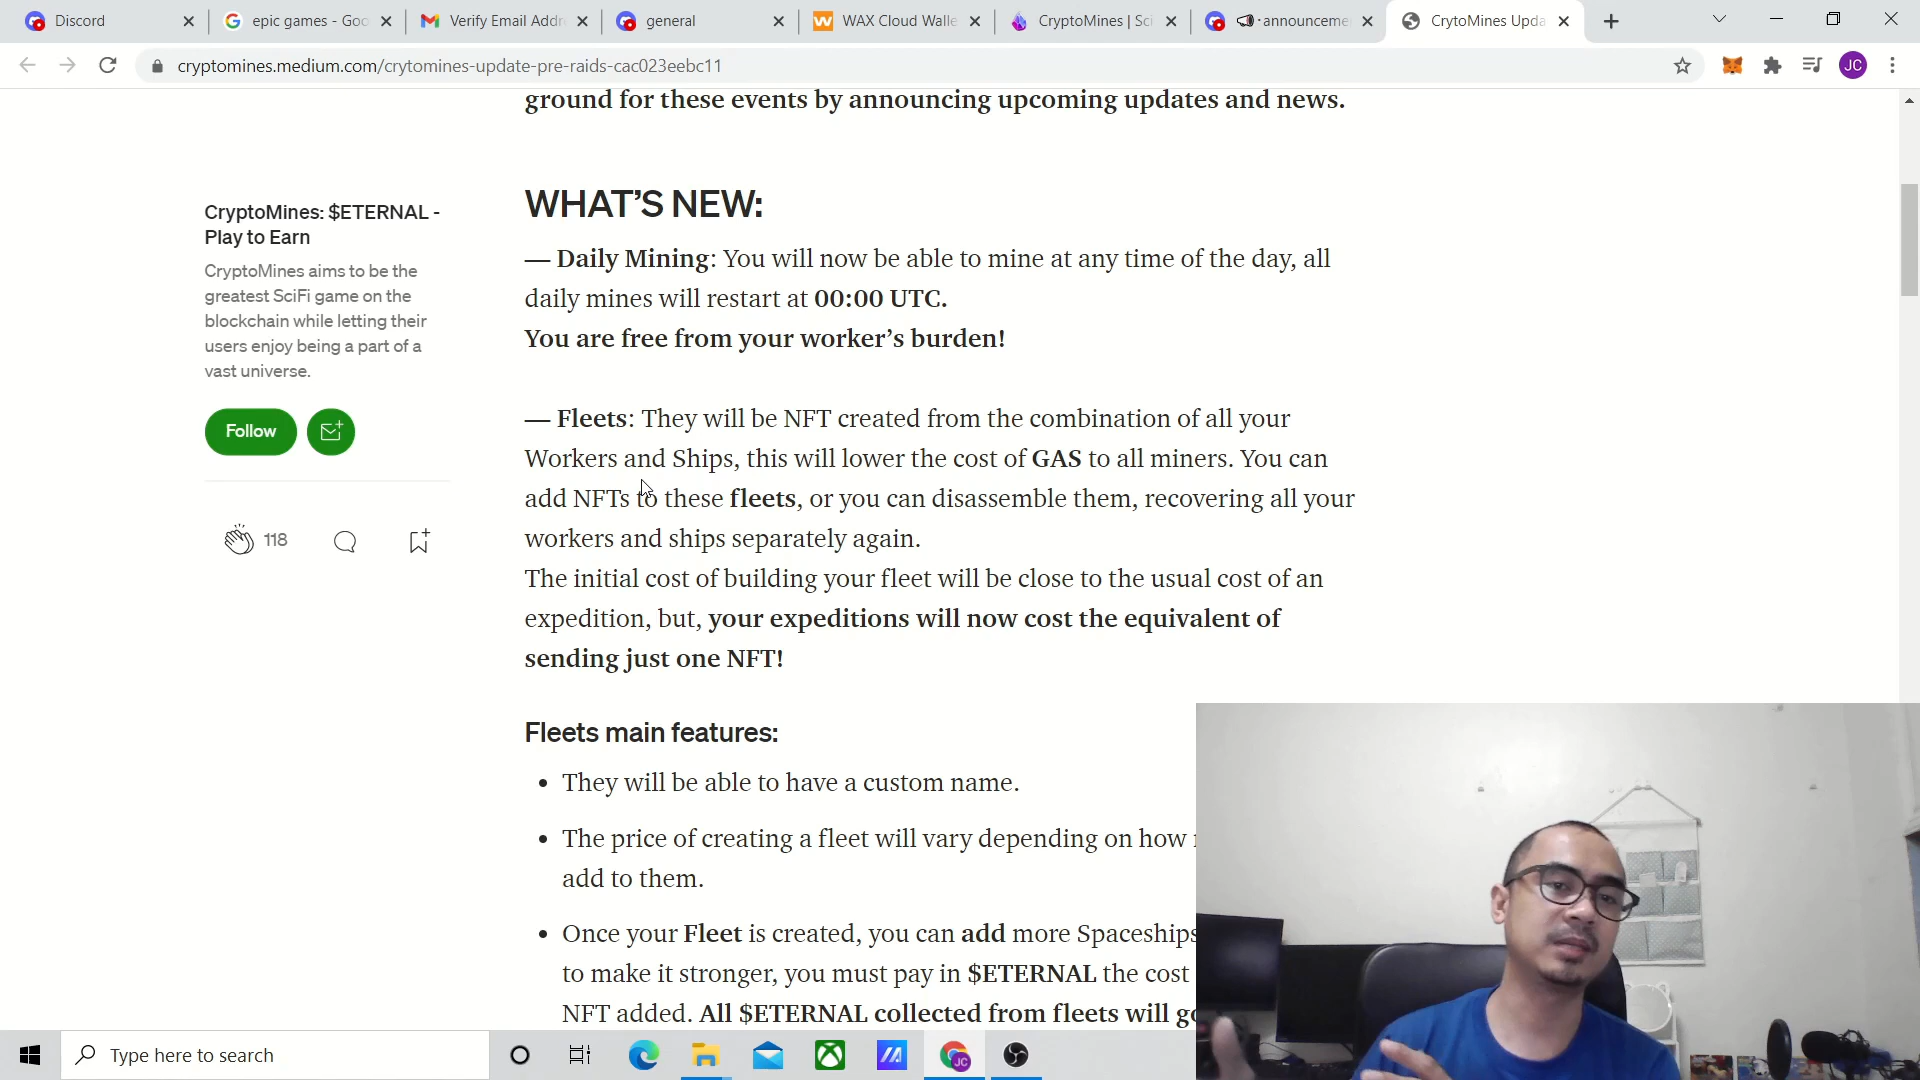 Discord
epic games - Goo
Verify Email Addre
general
WAX Cloud Walle
CryptoMines | Sci
announceme
CrytoMines Upda
cryptomines.medium.com/crytomines-update-pre-raids-cac023eebc11
JC
ground for these events by announcing upcoming updates and news.
CryptoMines: $ETERNAL -
Play to Earn
CryptoMines aims to be the
greatest SciFi game on the
blockchain while letting their
users enjoy being a part of a
vast universe.
Follow
118
WHAT’S NEW:
— Daily Mining: You will now be able to mine at any time of the day, all
daily mines will restart at 00:00 UTC.
You are free from your worker’s burden!
— Fleets: They will be NFT created from the combination of all your
Workers and Ships, this will lower the cost of GAS to all miners. You can
add NFTs to these fleets, or you can disassemble them, recovering all your
workers and ships separately again.
The initial cost of building your fleet will be close to the usual cost of an
expedition, but, your expeditions will now cost the equivalent of
sending just one NFT!
Fleets main features:
• They will be able to have a custom name.
• The price of creating a fleet will vary depending on how
add to them.
• Once your Fleet is created, you can add more Spaceships
to make it stronger, you must pay in $ETERNAL the cost
NFT added. All $ETERNAL collected from fleets will go
Type here to search